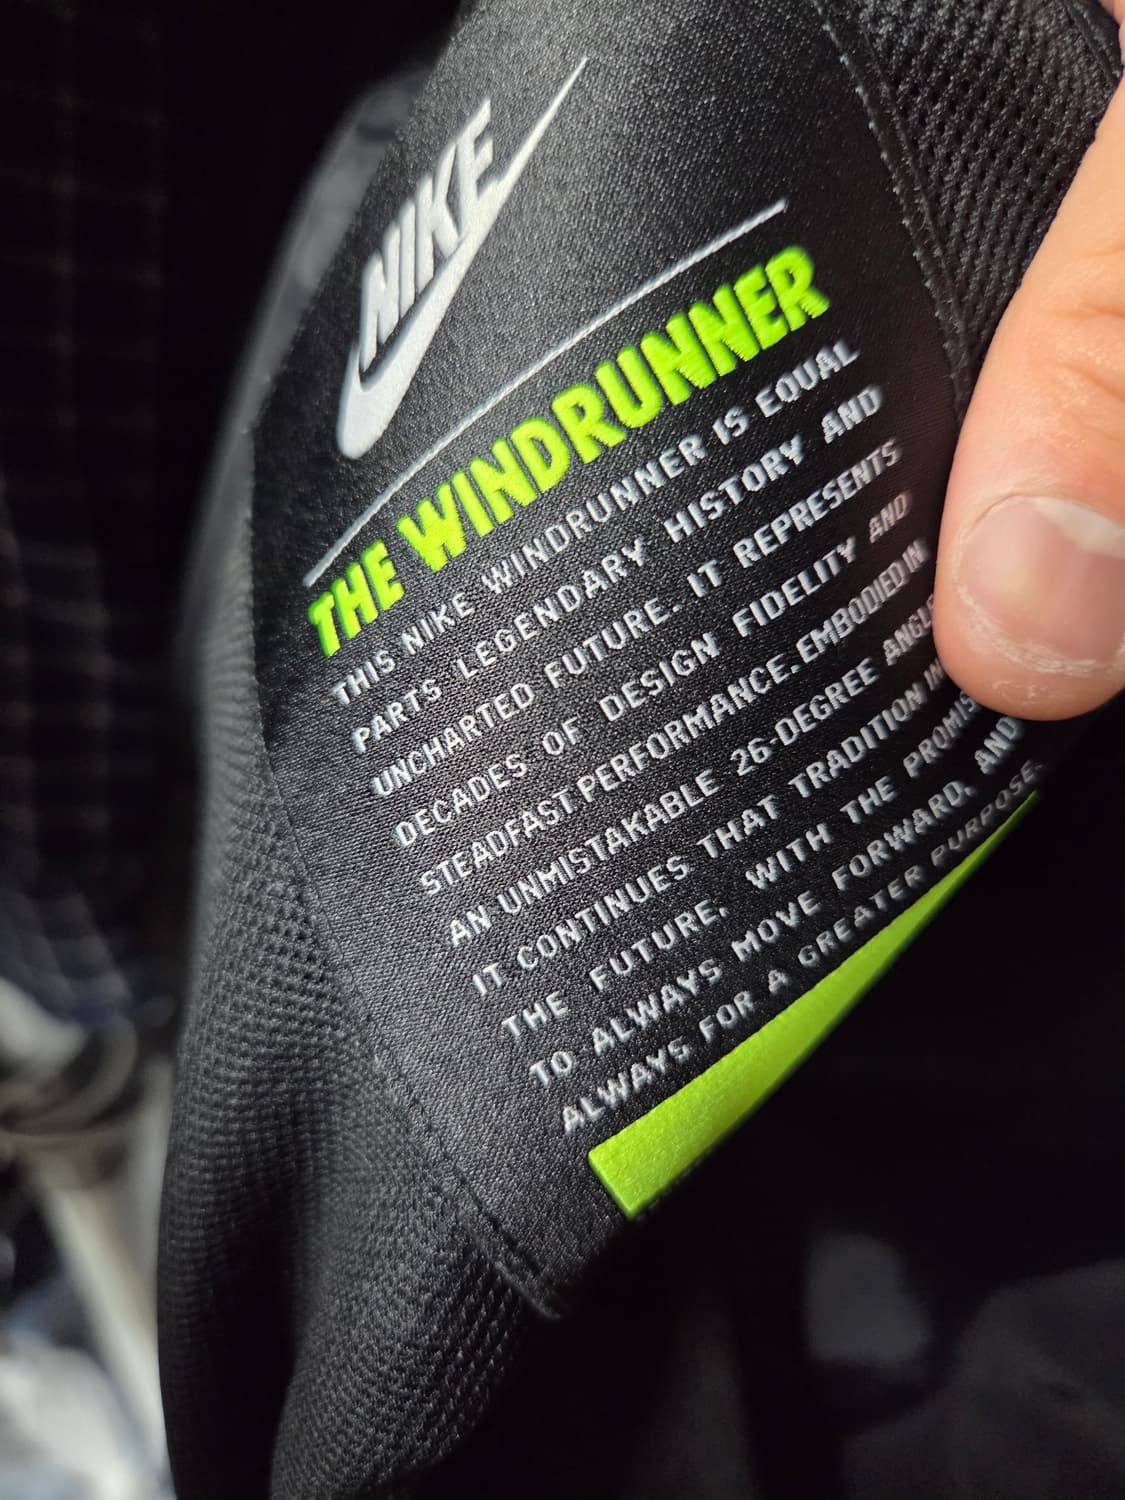 NIKE
THE WINDRUNNER
THIS NIKE WINDRUNNER IS EQUAL
PARTS LEGENDARY HISTORY AND
UNCHARTED FUTURE. IT REPRESENTS
DECADES OF DESIGN FIDELITY AND
STEADFAST PERFORMANCE. EMBODIED IN
AN UNMISTAKABLE 26-DEGREE ANGLE
IT CONTINUES THAT TRADITION IN
THE FUTURE, WITH THE PROMIS
TO ALWAYS MOVE FORWARD, AND
ALWAYS FOR A GREATER PURPOSE.